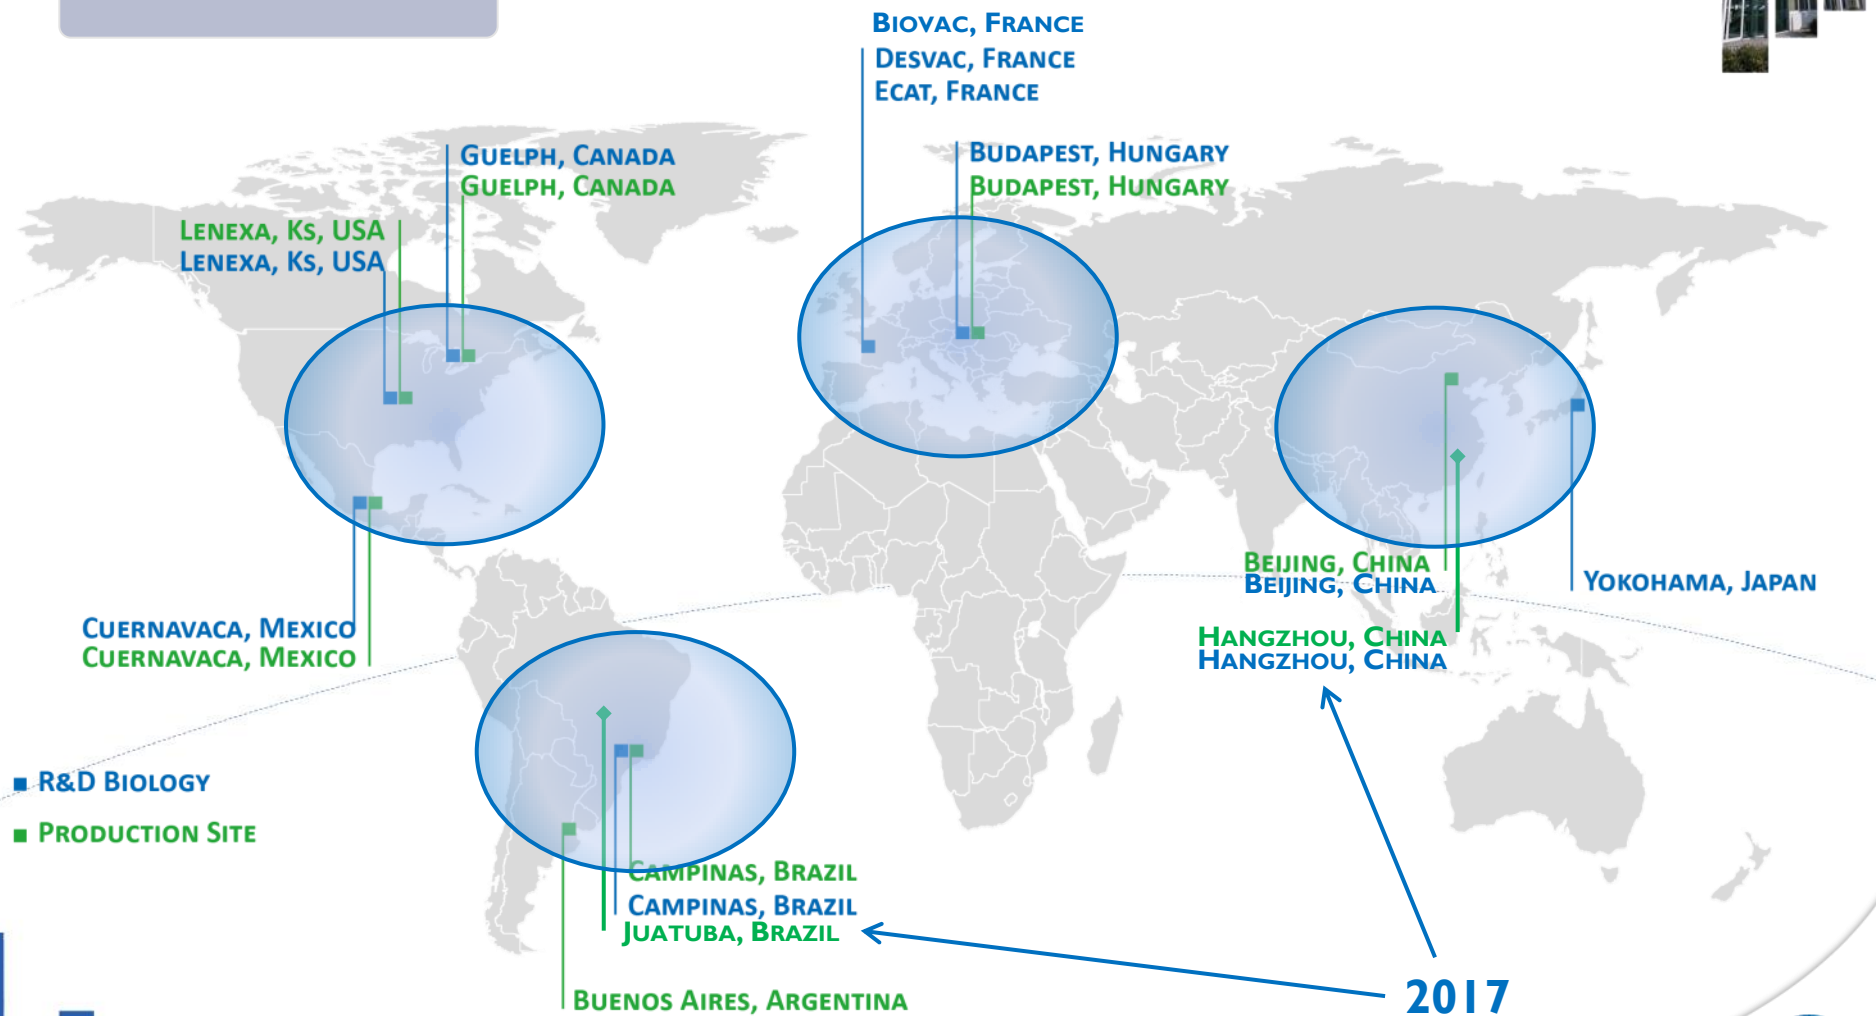 BIOVAC, FRANCE
DESVAC, FRANCE
ECAT, FRANCE
GUELPH, CANADA
GUELPH, CANADA
BUDAPEST, HUNGARY
BUDAPEST, HUNGARY
LENEXA, KS, USA
LENEXA, KS, USA
BEIJING, CHINA
BEIJING, CHINA
YOKOHAMA, JAPAN
CUERNAVACA, MEXICO
CUERNAVACA, MEXICO
HANGZHOU, CHINA
HANGZHOU, CHINA
R&D BIOLOGY
PRODUCTION SITE
CAMPINAS, BRAZIL
CAMPINAS, BRAZIL
JUATUBA, BRAZIL
BUENOS AIRES, ARGENTINA
2017